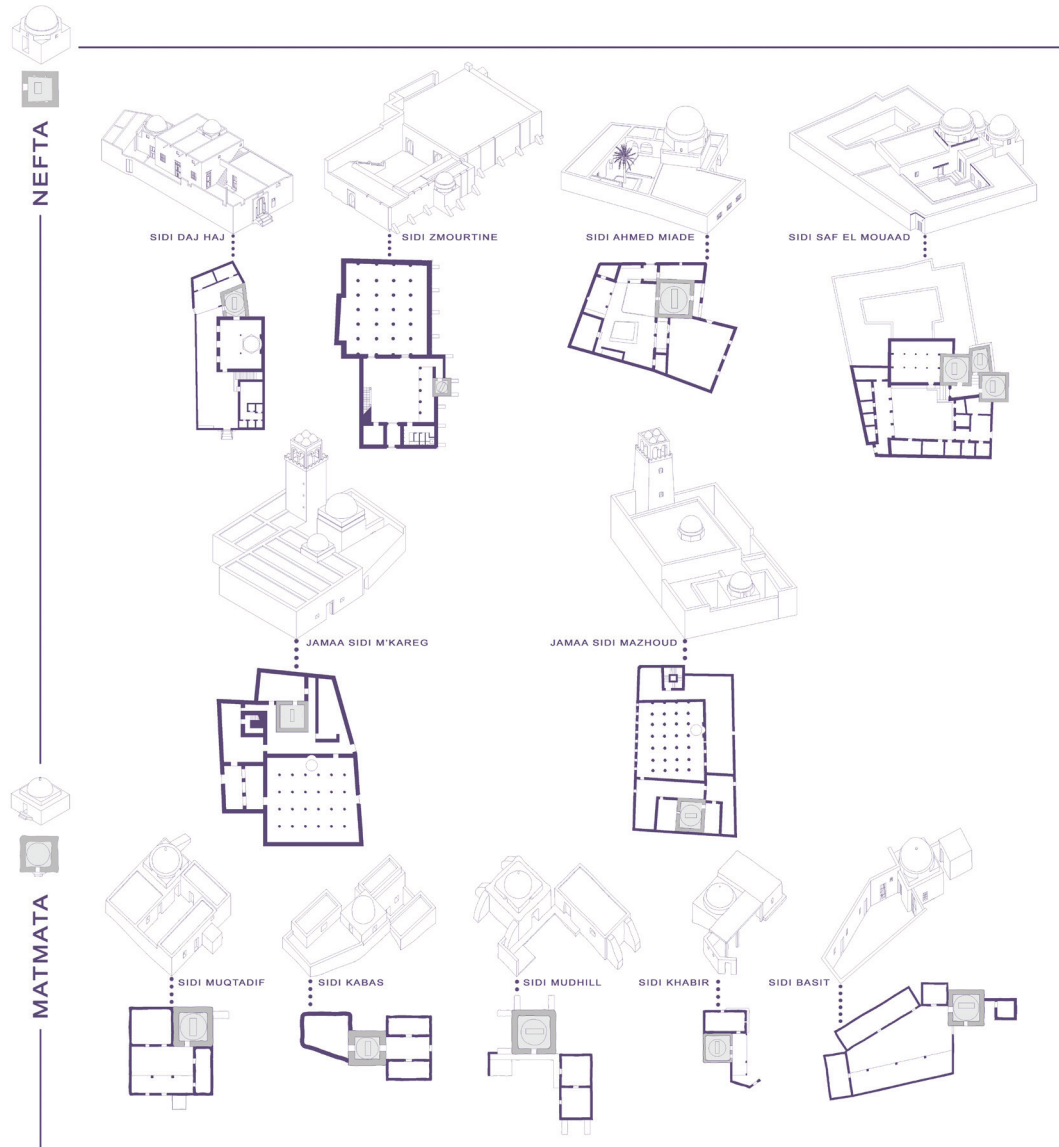 NEFTA
SIDI DAJ HAJ
SIDI ZMOURTINE
SIDI AHMED MIADE
SIDI SAF EL MOUAAD
JAMAA SIDI M'KAREG
JAMAA SIDI MAZHOUD
MATMATA
SIDI MUQTADIF
SIDI KABAS
SIDI MUDHILL
SIDI KHABIR
SIDI BASIT